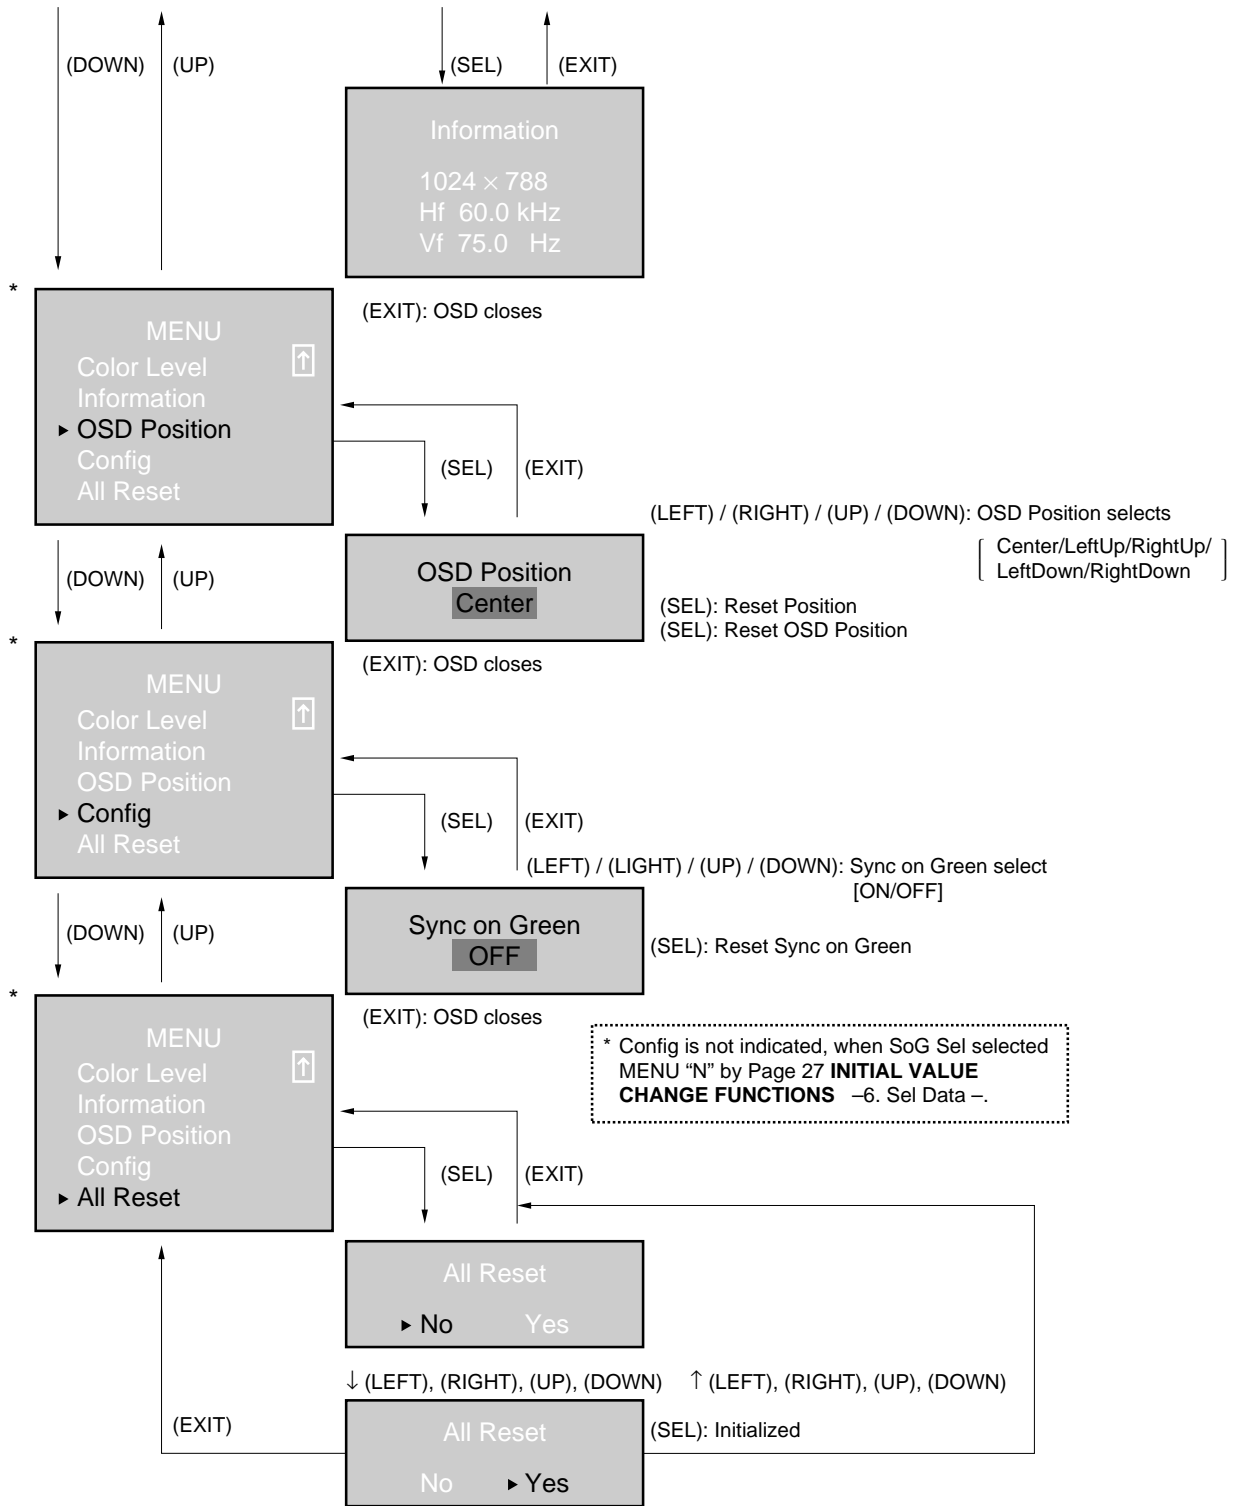 (DOWN) (UP) (SEL) (EXIT)
Information
1024 × 788
Hf 60.0 kHz
Vf 75.0 Hz
(EXIT): OSD closes
*
MENU
Color Level ↑
Information
▶ OSD Position
Config
All Reset
(SEL) (EXIT)
(LEFT) / (RIGHT) / (UP) / (DOWN): OSD Position selects
[ Center/LeftUp/RightUp/
LeftDown/RightDown ]
OSD Position
Center
(SEL): Reset Position
(SEL): Reset OSD Position
(EXIT): OSD closes
(DOWN) (UP)
*
MENU
Color Level ↑
Information
OSD Position
▶ Config
All Reset
(SEL) (EXIT)
(LEFT) / (LIGHT) / (UP) / (DOWN): Sync on Green select
[ON/OFF]
Sync on Green
OFF
(SEL): Reset Sync on Green
(EXIT): OSD closes
(DOWN) (UP)
*
MENU
Color Level ↑
Information
OSD Position
Config
▶ All Reset
* Config is not indicated, when SoG Sel selected
MENU “N” by Page 27 INITIAL VALUE
CHANGE FUNCTIONS –6. Sel Data –.
(SEL) (EXIT)
All Reset
▶ No Yes
↓ (LEFT), (RIGHT), (UP), (DOWN) ↑ (LEFT), (RIGHT), (UP), (DOWN)
(EXIT)
All Reset
No ▶ Yes
(SEL): Initialized